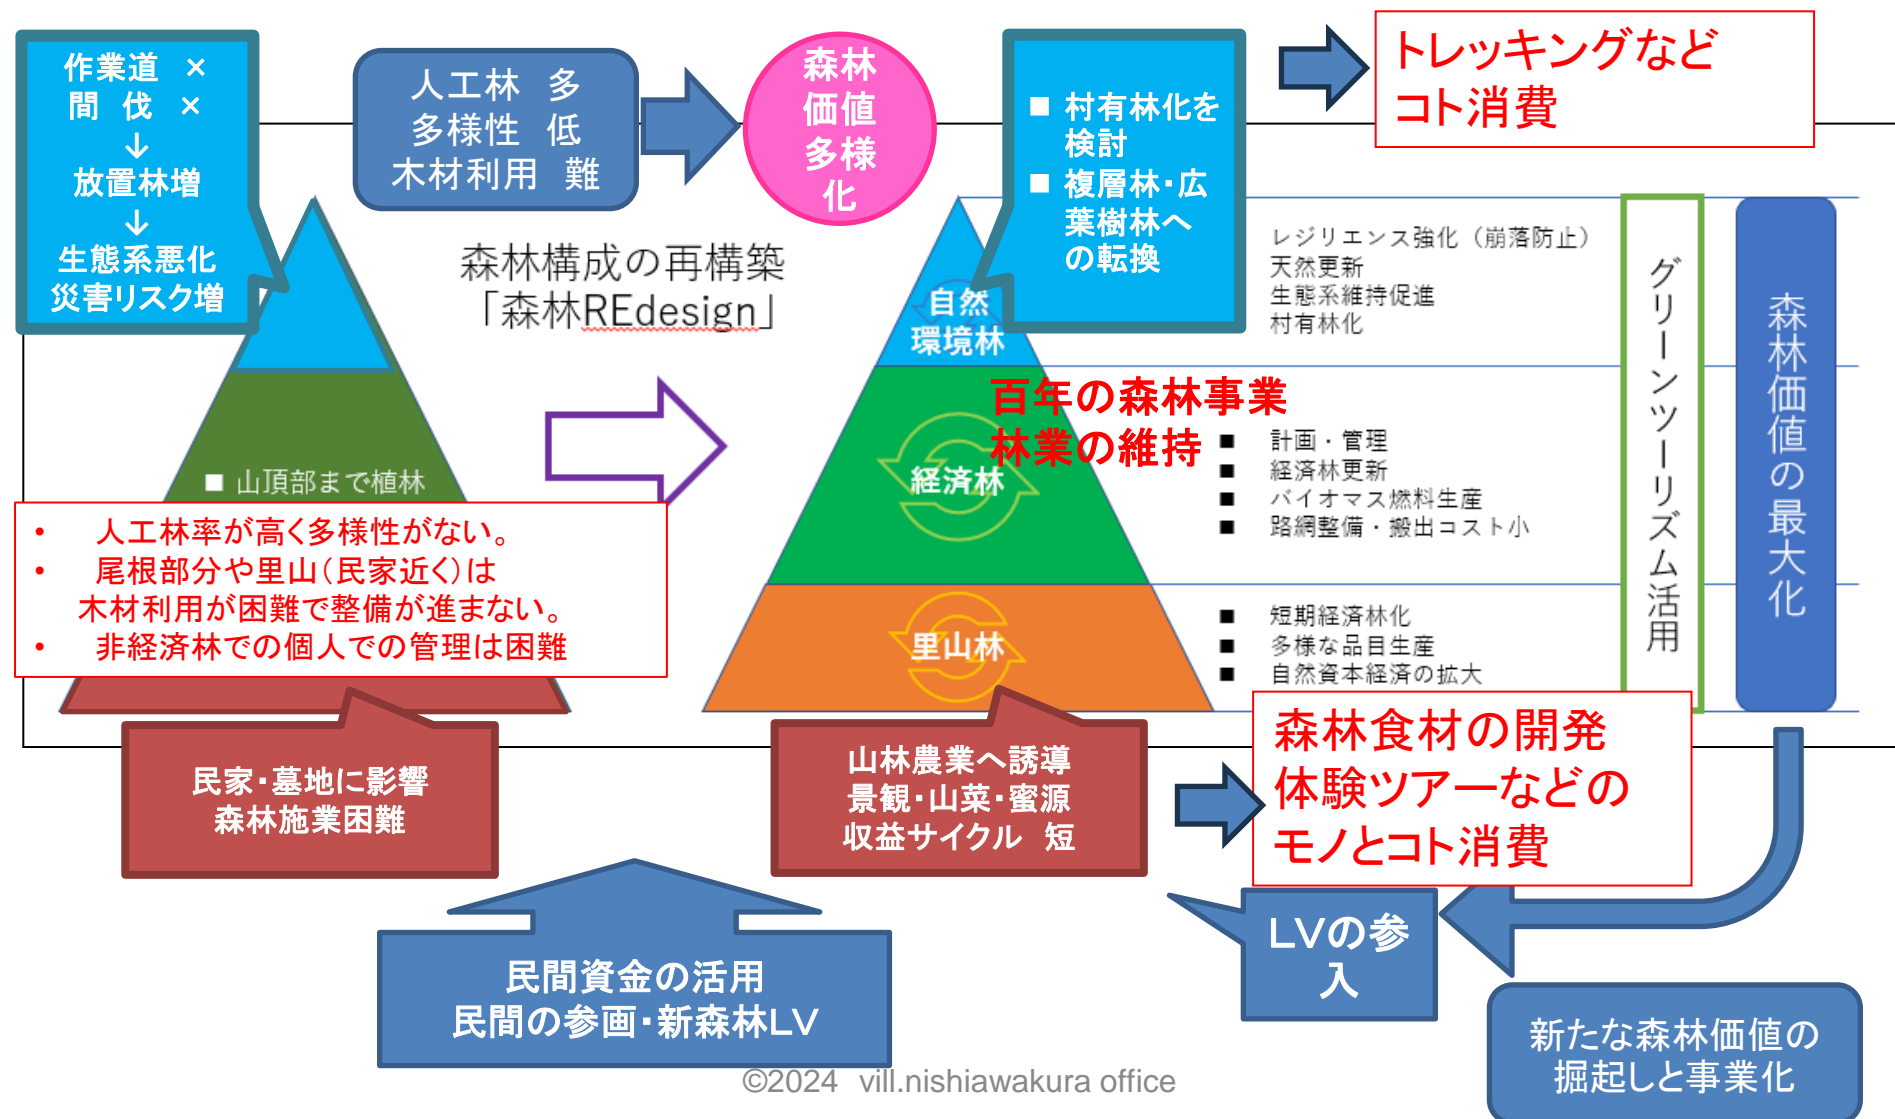 作業道 ×
間 伐 ×
↓
放置林増
↓
生態系悪化
災害リスク増
人工林 多
多様性 低
木材利用 難
森林
価値
多様
化
■ 村有林化を
検討
■ 複層林・広
葉樹林へ
の転換
トレッキングなど
コト消費
森林構成の再構築
「森林REdesign」
■ 山頂部まで植林
• 人工林率が高く多様性がない。
• 尾根部分や里山（民家近く）は
木材利用が困難で整備が進まない。
• 非経済林での個人での管理は困難
民家・墓地に影響
森林施業困難
自然
環境林
百年の森林事業
林業の維持
経済林
里山林
レジリエンス強化（崩落防止）
天然更新
生態系維持促進
村有林化
■ 計画・管理
■ 経済林更新
■ バイオマス燃料生産
■ 路網整備・搬出コスト小
■ 短期経済林化
■ 多様な品目生産
■ 自然資本経済の拡大
グリーンツーリズム活用
森林価値の最大化
山林農業へ誘導
景観・山菜・蜜源
収益サイクル 短
森林食材の開発
体験ツアーなどの
モノとコト消費
民間資金の活用
民間の参画・新森林LV
LVの参
入
新たな森林価値の
掘起しと事業化
©2024 vill.nishiawakura office